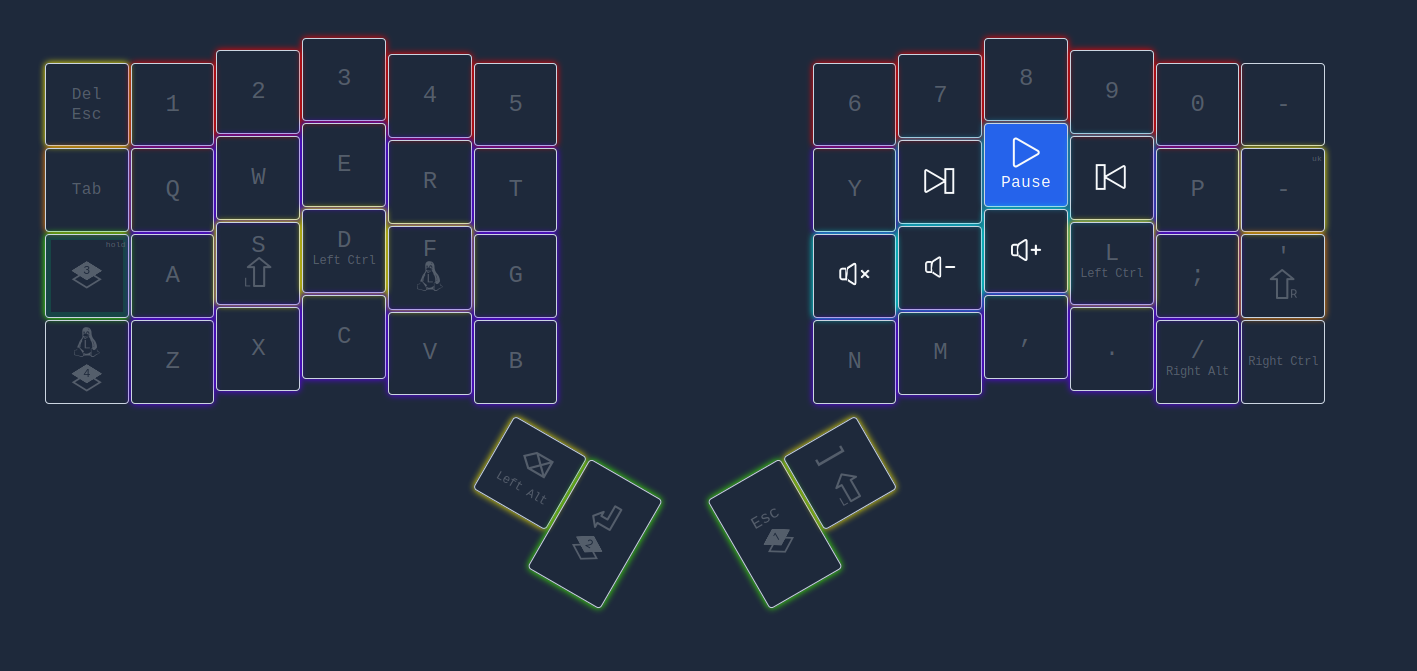 Del
Esc
1
2
3
4
5
6
7
8
9
0
-
Tab
Q
W
E
R
T
Y
Pause
P
uk
-
hold
3
A
S
L
D
Left Ctrl
F
L
G
L
Left Ctrl
;
'
R
L
4
Z
X
C
V
B
N
M
,
.
/
Right Alt
Right Ctrl
Left Alt
2
Esc
1
L